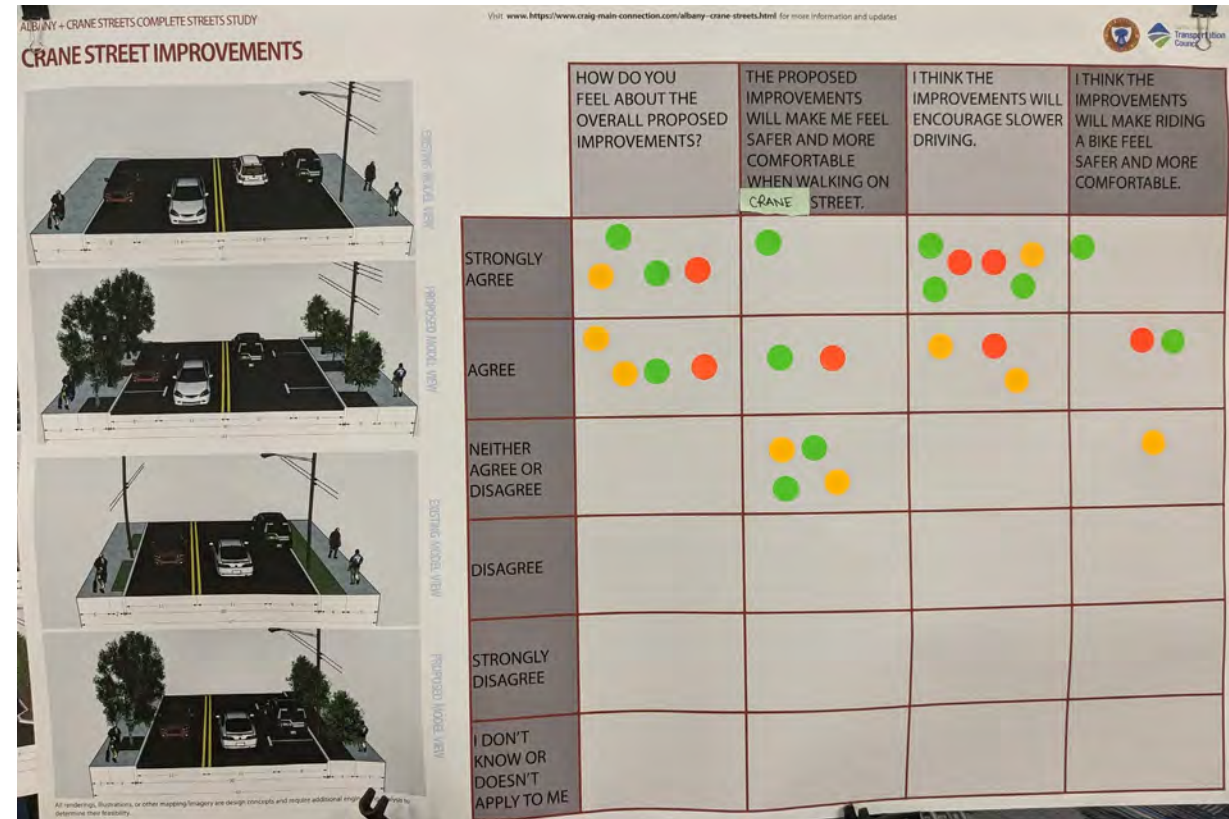 ALBANY + CRANE STREETS COMPLETE STREETS STUDY
Visit www.https://www.craig-main-connection.com/albany--crane-streets.html for more information and updates
CRANE STREET IMPROVEMENTS
Transportation
Council
HOW DO YOU
FEEL ABOUT THE
OVERALL PROPOSED
IMPROVEMENTS?
THE PROPOSED
IMPROVEMENTS
WILL MAKE ME FEEL
SAFER AND MORE
COMFORTABLE
WHEN WALKING ON
CRANE STREET.
I THINK THE
IMPROVEMENTS WILL
ENCOURAGE SLOWER
DRIVING.
I THINK THE
IMPROVEMENTS
WILL MAKE RIDING
A BIKE FEEL
SAFER AND MORE
COMFORTABLE.
STRONGLY
AGREE
AGREE
NEITHER
AGREE OR
DISAGREE
DISAGREE
STRONGLY
DISAGREE
I DON'T
KNOW OR
DOESN'T
APPLY TO ME
EXISTING MODEL VIEW
PROPOSED MODEL VIEW
EXISTING MODEL VIEW
PROPOSED MODEL VIEW
All renderings, illustrations, or other mapping/imagery are design concepts and require additional
determine their feasibility.